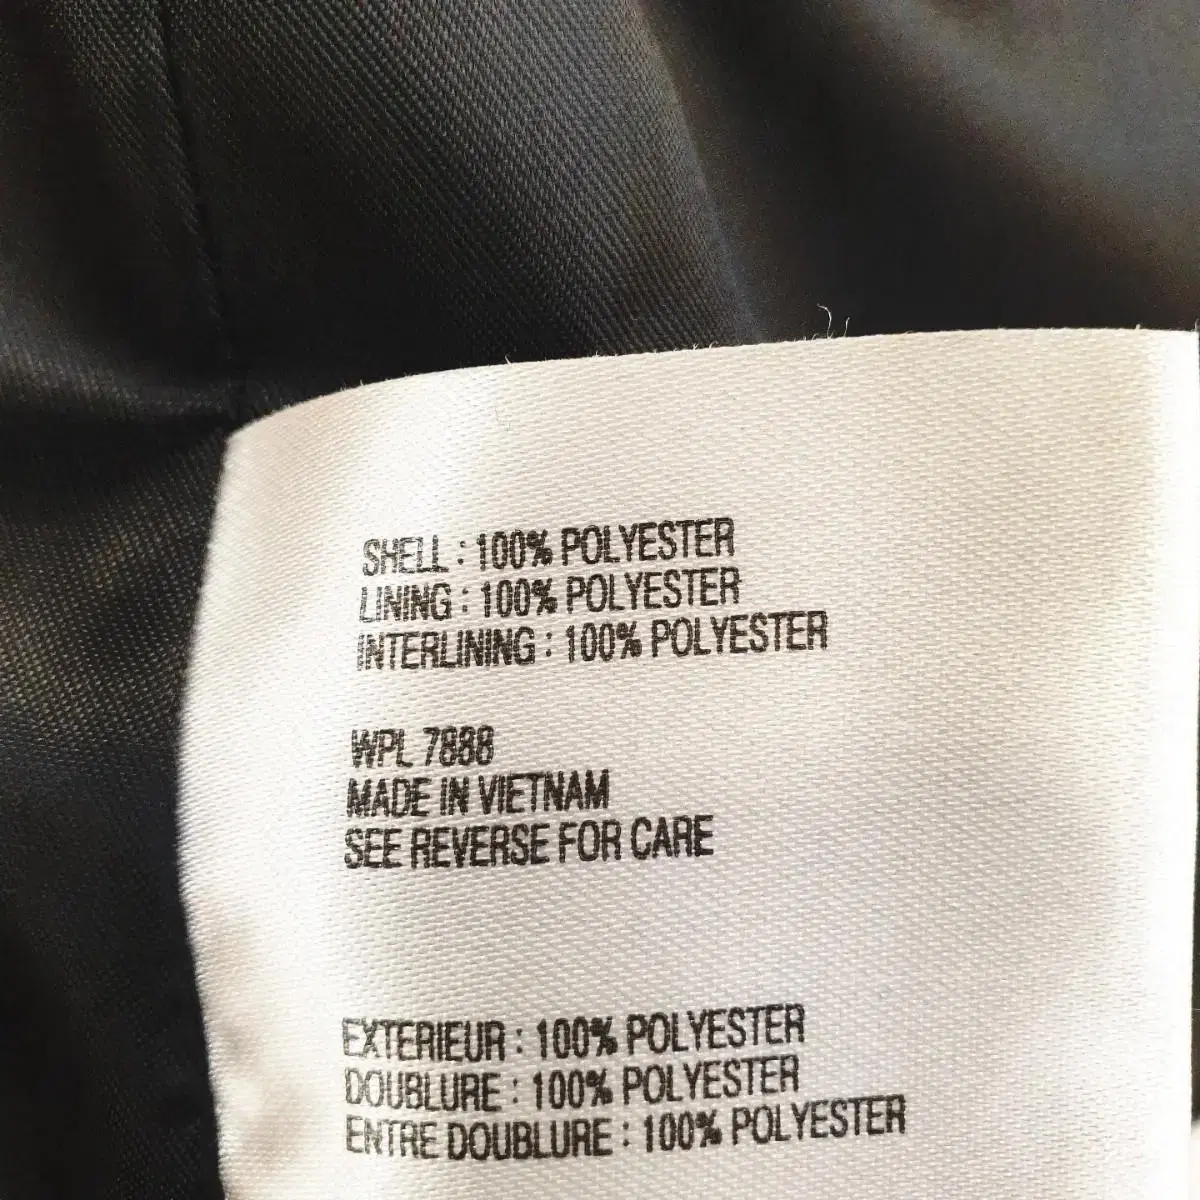 SHELL : 100% POLYESTER
LINING : 100% POLYESTER
INTERLINING : 100% POLYESTER
WPL 7888
MADE IN VIETNAM
SEE REVERSE FOR CARE
EXTERIEUR : 100% POLYESTER
DOUBLURE : 100% POLYESTER
ENTRE DOUBLURE : 100% POLYESTER